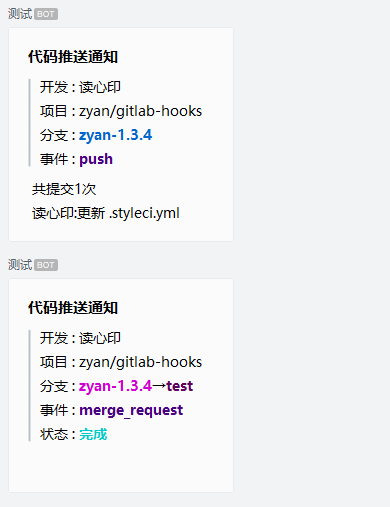 测试 BOT
代码推送通知
开发 : 读心印
项目 : zyan/gitlab-hooks
分支 : zyan-1.3.4
事件 : push
共提交1次
读心印:更新 .styleci.yml
测试 BOT
代码推送通知
开发 : 读心印
项目 : zyan/gitlab-hooks
分支 : zyan-1.3.4→test
事件 : merge_request
状态 : 完成